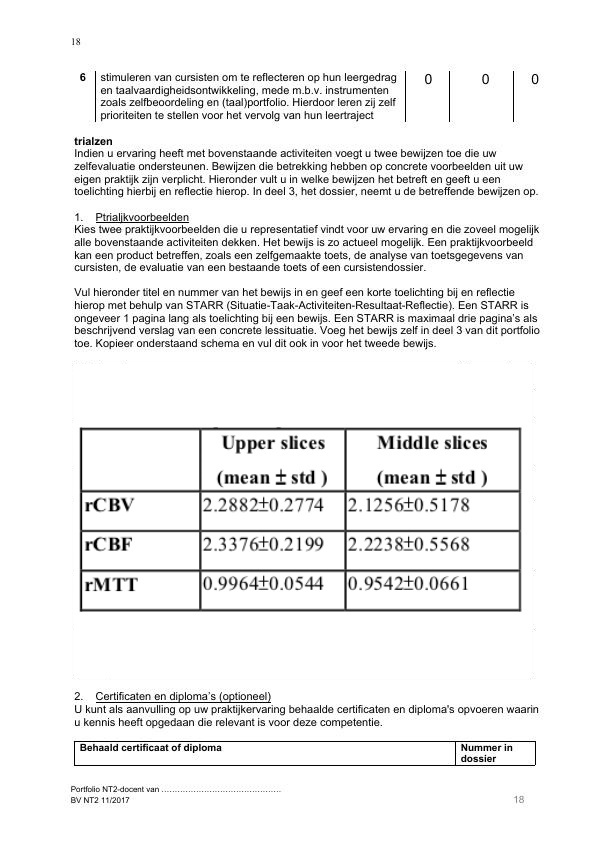 18
6 stimuleren van cursisten om te reflecteren op hun leergedrag 0 0 0
en taalvaardigheidsontwikkeling, mede m.b.v. instrumenten
zoals zelfbeoordeling en (taal)portfolio. Hierdoor leren zij zelf
prioriteiten te stellen voor het vervolg van hun leertraject
trialzen
Indien u ervaring heeft met bovenstaande activiteiten voegt u twee bewijzen toe die uw
zelfevaluatie ondersteunen. Bewijzen die betrekking hebben op concrete voorbeelden uit uw
eigen praktijk zijn verplicht. Hieronder vult u in welke bewijzen het betreft en geeft u een
toelichting hierbij en reflectie hierop. In deel 3, het dossier, neemt u de betreffende bewijzen op.
1. Ptrialjkvoorbeelden
Kies twee praktijkvoorbeelden die u representatief vindt voor uw ervaring en die zoveel mogelijk
alle bovenstaande activiteiten dekken. Het bewijs is zo actueel mogelijk. Een praktijkvoorbeeld
kan een product betreffen, zoals een zelfgemaakte toets, de analyse van toetsgegevens van
cursisten, de evaluatie van een bestaande toets of een cursistendossier.
Vul hieronder titel en nummer van het bewijs in en geef een korte toelichting bij en reflectie
hierop met behulp van STARR (Situatie-Taak-Activiteiten-Resultaat-Reflectie). Een STARR is
ongeveer 1 pagina lang als toelichting bij een bewijs. Een STARR is maximaal drie pagina's als
beschrijvend verslag van een concrete lessituatie. Voeg het bewijs zelf in deel 3 van dit portfolio
toe. Kopieer onderstaand schema en vul dit ook in voor het tweede bewijs.
Upper slices Middle slices
(mean ± std ) (mean ± std )
rCBV 2.2882±0.2774 2.1256±0.5178
rCBF 2.3376±0.2199 2.2238±0.5568
rMTT 0.9964±0.0544 0.9542±0.0661
2. Certificaten en diploma's (optioneel)
U kunt als aanvulling op uw praktijkervaring behaalde certificaten en diploma's opvoeren waarin
u kennis heeft opgedaan die relevant is voor deze competentie.
Behaald certificaat of diploma Nummer in
dossier
Portfolio NT2-docent van ……………………………………
BV NT2 11/2017 18